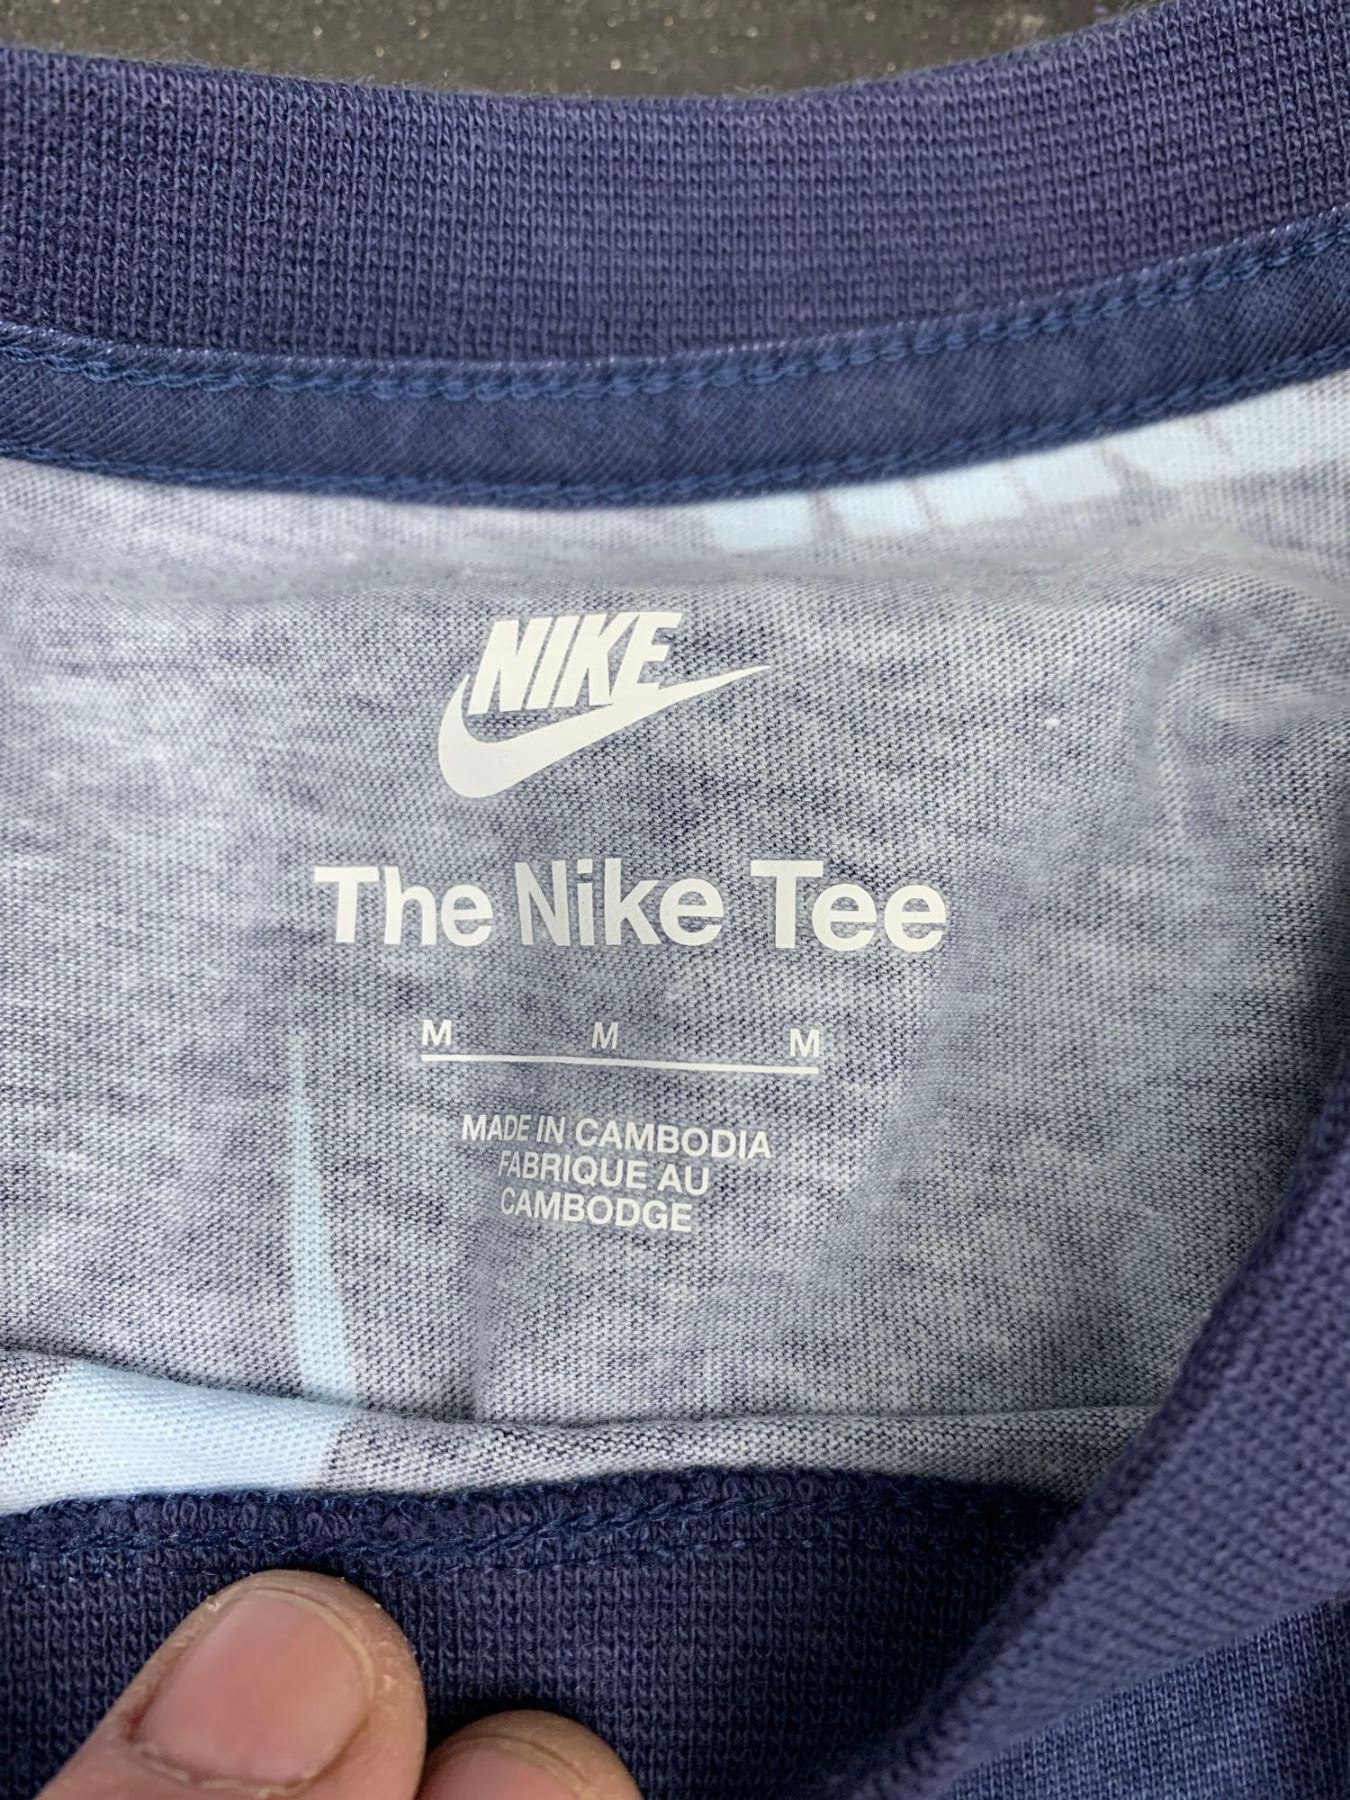 NIKE
The Nike Tee
M M M
MADE IN CAMBODIA
FABRIQUE AU
CAMBODGE